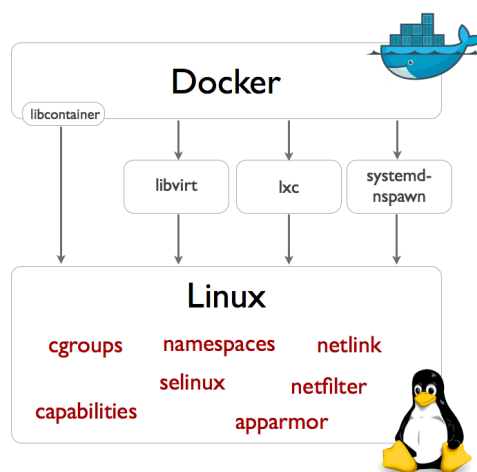 Docker
libcontainer
libvirt
lxc
systemd-
nspawn
Linux
cgroups
namespaces
netlink
selinux
netfilter
capabilities
apparmor